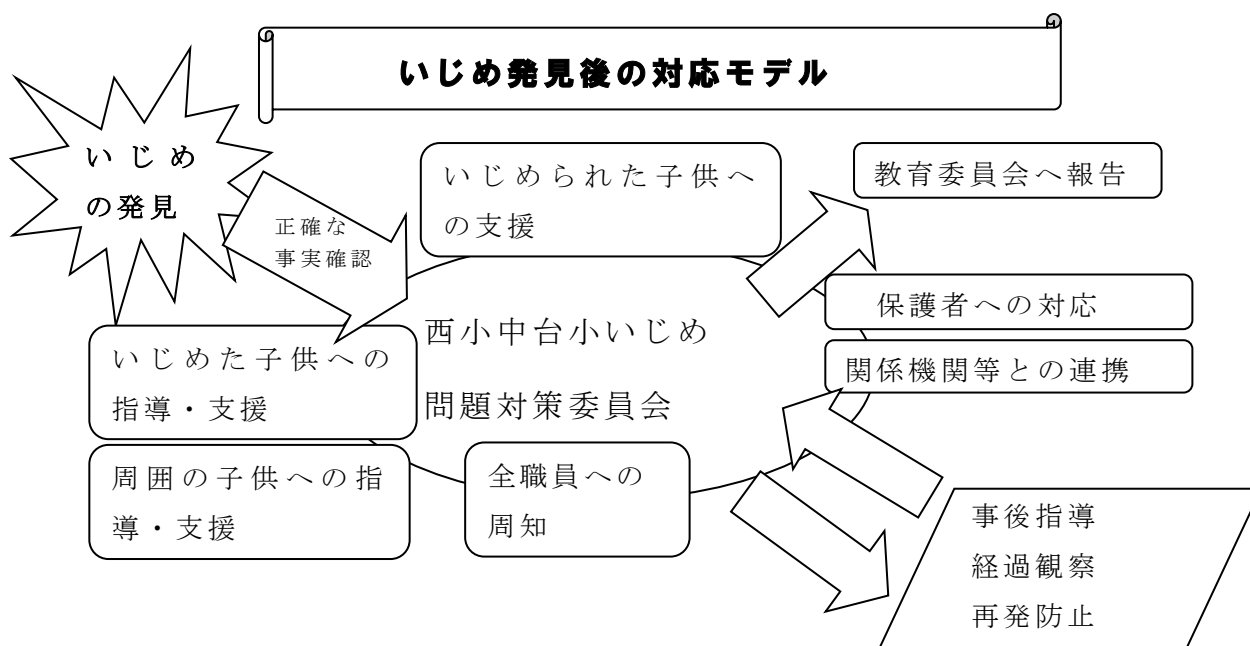 いじめ発見後の対応モデル
いじめ
の発見
正確な
事実確認
いじめられた子供へ
の支援
教育委員会へ報告
保護者への対応
関係機関等との連携
西小中台小いじめ
問題対策委員会
いじめた子供への
指導・支援
周囲の子供への指
導・支援
全職員への
周知
事後指導
経過観察
再発防止